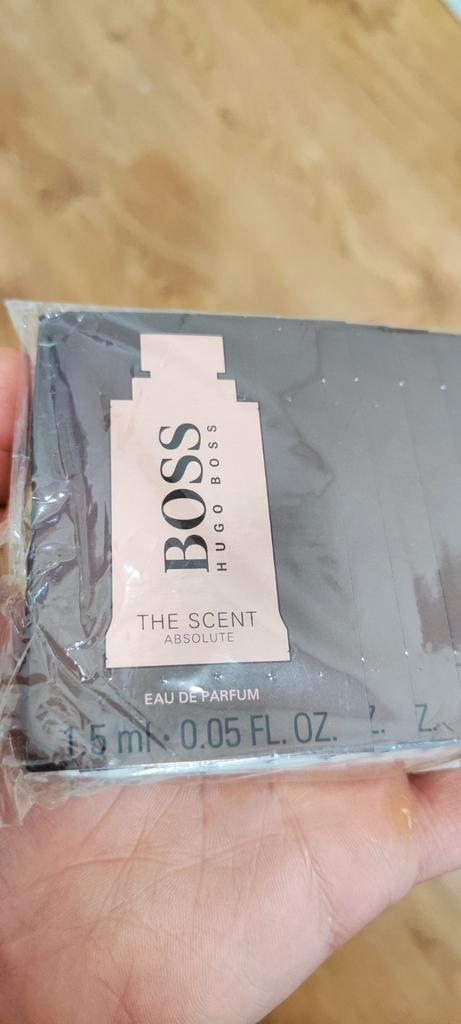 BOSS
HUGO BOSS
THE SCENT
ABSOLUTE
EAU DE PARFUM
1.5 ml • 0.05 FL. OZ.
Z.
Z.